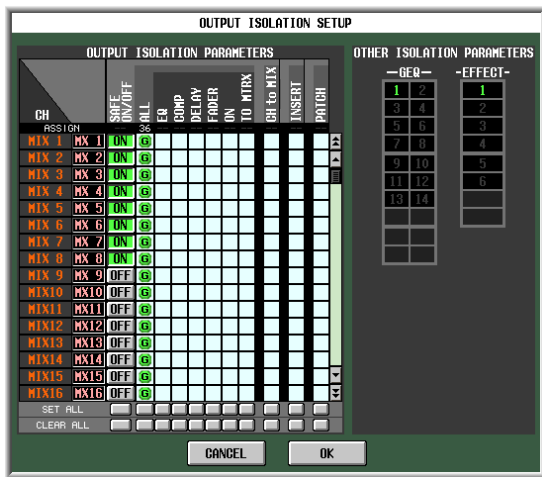 OUTPUT ISOLATION SETUP
OUTPUT ISOLATION PARAMETERS
CH
SAFE ON/OFF
ALL
EQ
COMP
DELAY
FADER
ON
TO MTRX
CH to MIX
INSERT
PATCH
ASSIGN -- 36 -- -- -- -- -- -- -- -- --
MIX 1 MX 1 ON G
MIX 2 MX 2 ON G
MIX 3 MX 3 ON G
MIX 4 MX 4 ON G
MIX 5 MX 5 ON G
MIX 6 MX 6 ON G
MIX 7 MX 7 ON G
MIX 8 MX 8 ON G
MIX 9 MX 9 OFF G
MIX10 MX10 OFF G
MIX11 MX11 OFF G
MIX12 MX12 OFF G
MIX13 MX13 OFF G
MIX14 MX14 OFF G
MIX15 MX15 OFF G
MIX16 MX16 OFF G
SET ALL
CLEAR ALL
OTHER ISOLATION PARAMETERS
—GEQ— -EFFECT-
1 2 1
3 4 2
5 6 3
7 8 4
9 10 5
11 12 6
13 14
CANCEL OK